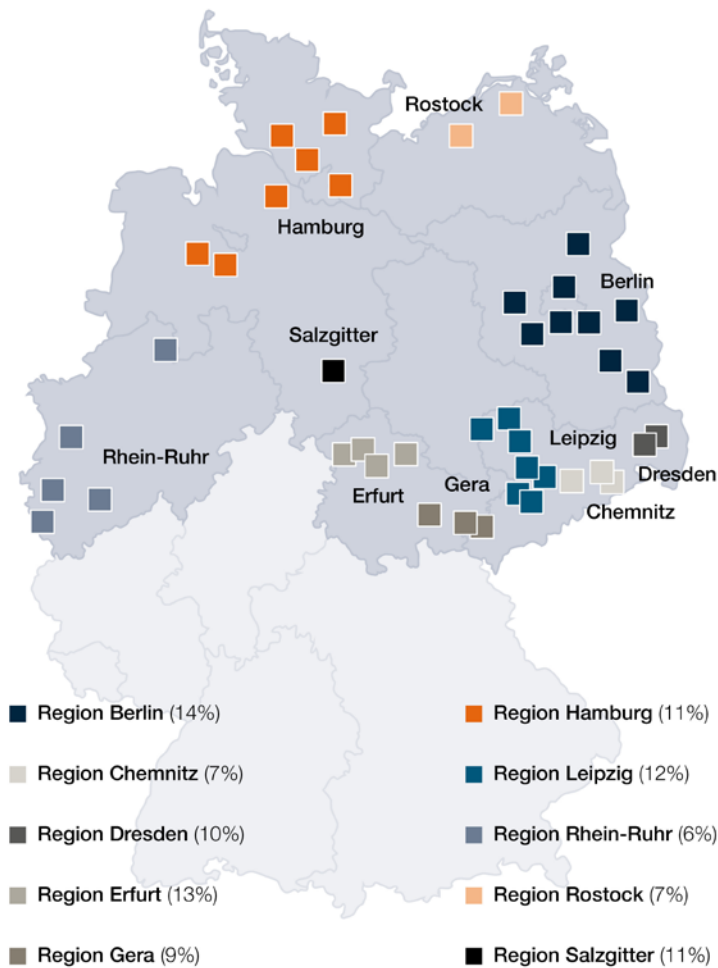 Rostock
Hamburg
Berlin
Salzgitter
Rhein-Ruhr
Leipzig
Dresden
Erfurt
Gera
Chemnitz
Region Berlin (14%)
Region Chemnitz (7%)
Region Dresden (10%)
Region Erfurt (13%)
Region Gera (9%)
Region Hamburg (11%)
Region Leipzig (12%)
Region Rhein-Ruhr (6%)
Region Rostock (7%)
Region Salzgitter (11%)